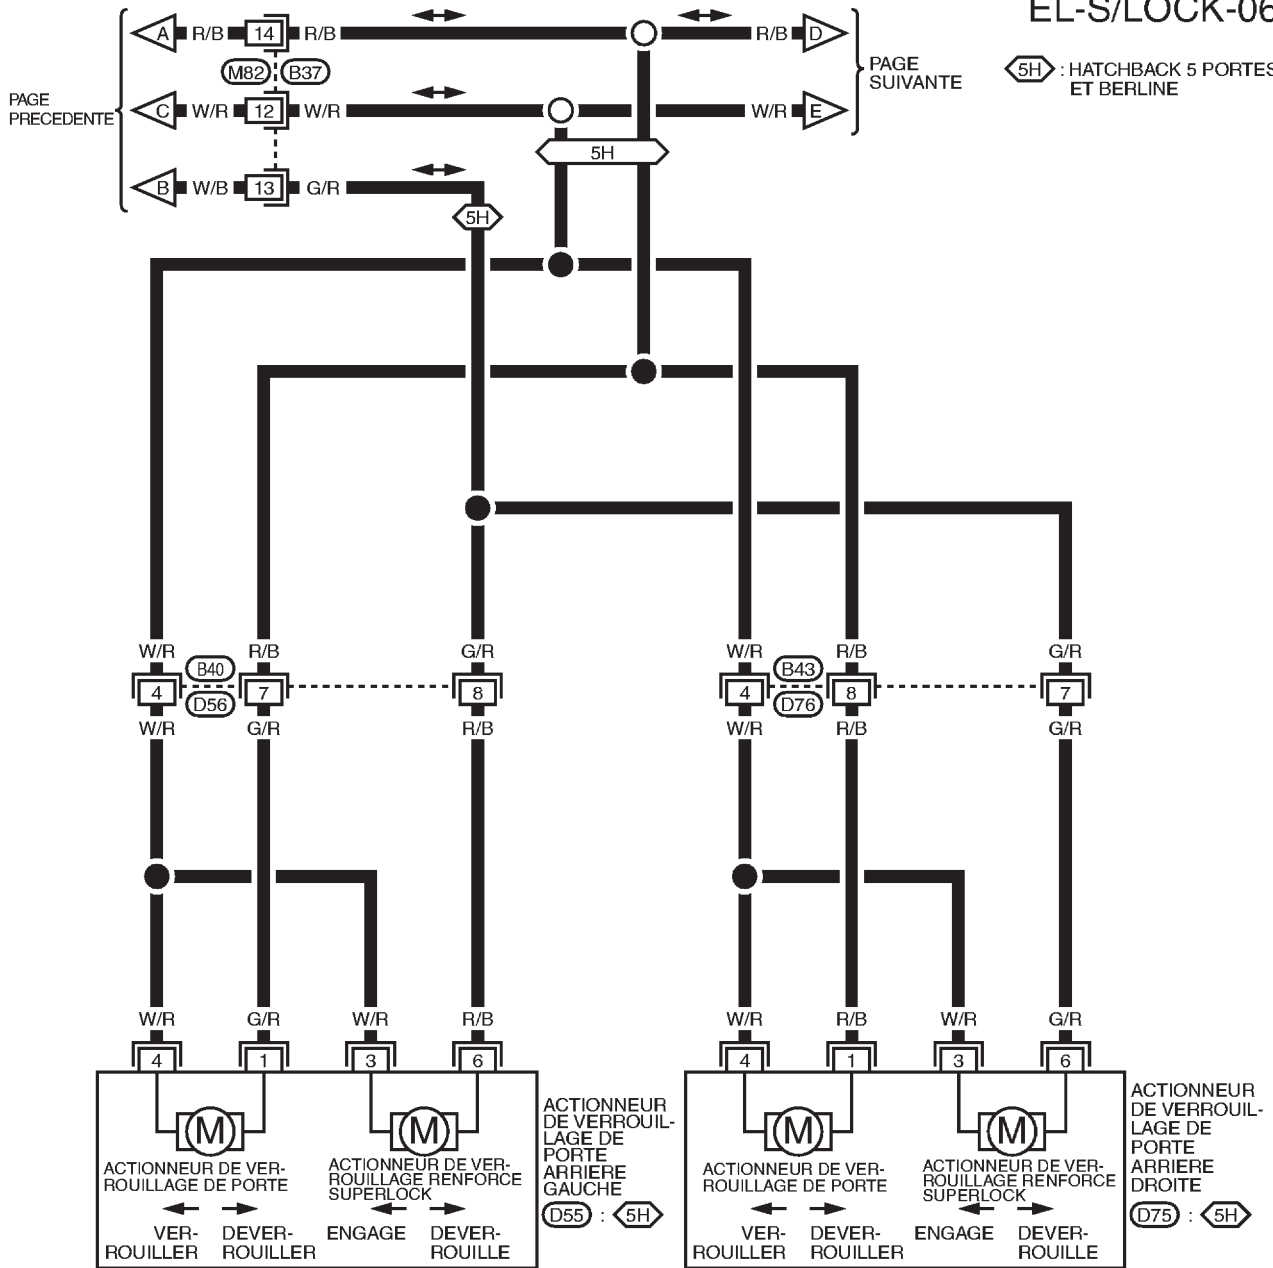 EL-S/LOCK-06
A R/B 14 R/B R/B D
M82 B37
5H : HATCHBACK 5 PORTES
ET BERLINE
PAGE
SUIVANTE
PAGE
PRECEDENTE
C W/R 12 W/R W/R E
5H
B W/B 13 G/R
5H
W/R R/B G/R W/R R/B G/R
B40 B43
4 7 8 4 8 7
D56 D76
W/R G/R R/B W/R R/B G/R
W/R G/R W/R R/B W/R R/B W/R G/R
4 1 3 6 4 1 3 6
M M M M
ACTIONNEUR
DE VERROUIL-
LAGE DE
PORTE
ARRIERE
GAUCHE
D55 : 5H
ACTIONNEUR DE VER-
ROUILLAGE DE PORTE
ACTIONNEUR DE VER-
ROUILLAGE RENFORCE
SUPERLOCK
VER-
ROUILLER
DEVER-
ROUILLER
ENGAGE
DEVER-
ROUILLE
ACTIONNEUR
DE VERROUIL-
LAGE DE
PORTE
ARRIERE
DROITE
D75 : 5H
ACTIONNEUR DE VER-
ROUILLAGE DE PORTE
ACTIONNEUR DE VER-
ROUILLAGE RENFORCE
SUPERLOCK
VER-
ROUILLER
DEVER-
ROUILLER
ENGAGE
DEVER-
ROUILLE